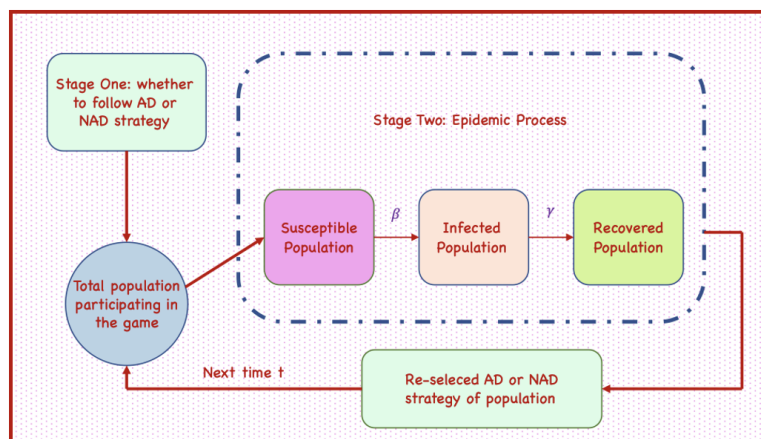 Stage One: whether
to follow AD or
NAD strategy
Stage Two: Epidemic Process
Susceptible
Population
β
Infected
Population
γ
Recovered
Population
Total population
participating in
the game
Next time t
Re-seleced AD or NAD
strategy of population